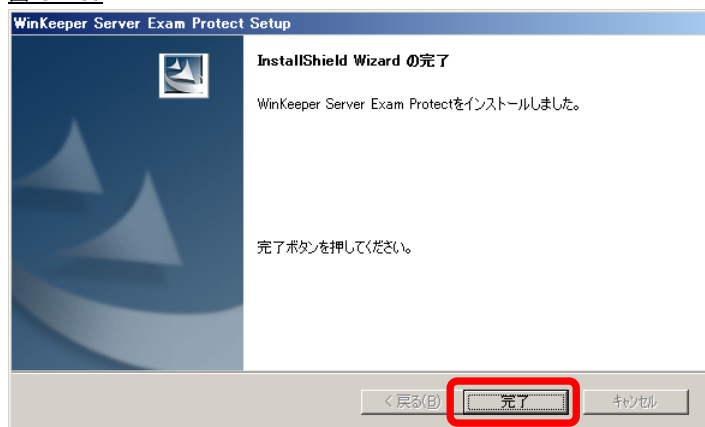 WinKeeper Server Exam Protect Setup
InstallShield Wizard の完了
WinKeeper Server Exam Protectをインストールしました。
完了ボタンを押してください。
< 戻る(B)
完了
キャンセル